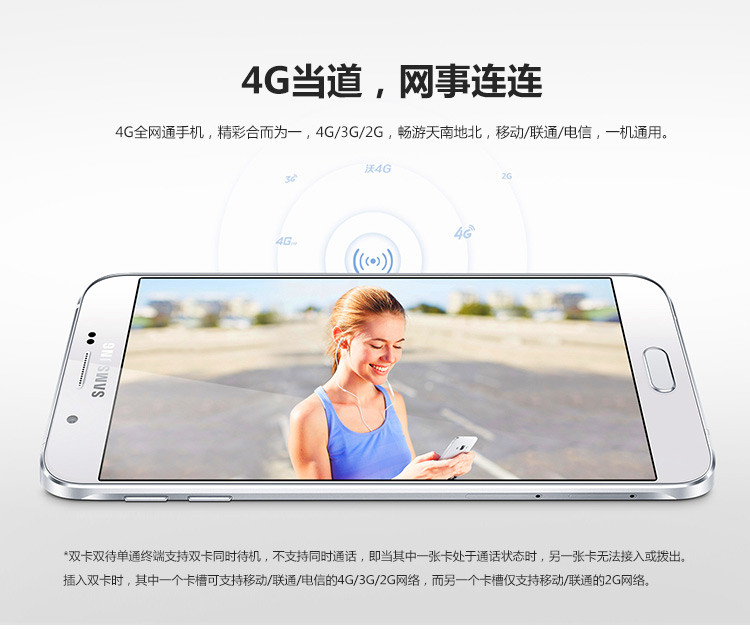 4G当道，网事连连
4G全网通手机，精彩合而为一，4G/3G/2G，畅游天南地北，移动/联通/电信，一机通用。
沃4G
3G
2G
4G
4G
SAMSUNG
*双卡双待单通终端支持双卡同时待机，不支持同时通话，即当其中一张卡处于通话状态时，另一张卡无法接入或拨出。
插入双卡时，其中一个卡槽可支持移动/联通/电信的4G/3G/2G网络，而另一个卡槽仅支持移动/联通的2G网络。